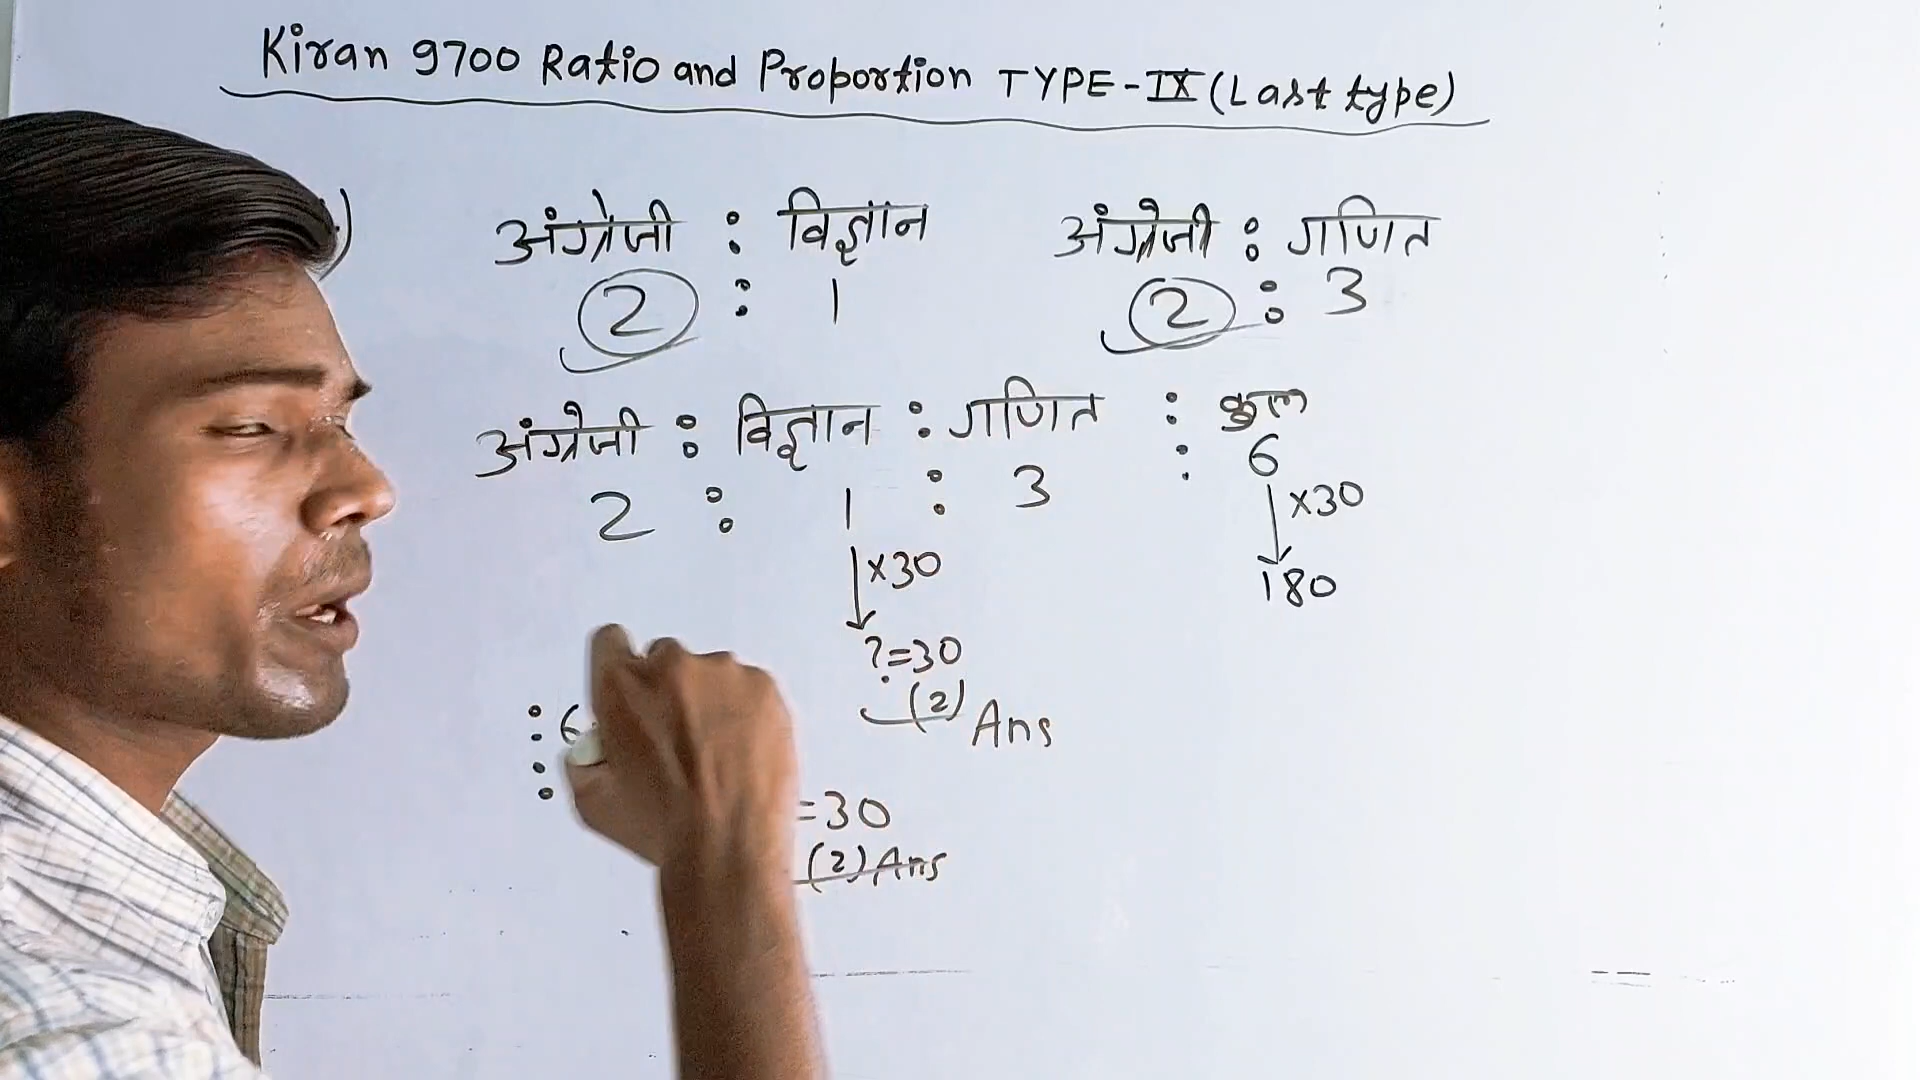 Kiran 9700 Ratio and Proportion TYPE-IX (Last type)
)
अंग्रेजी : विज्ञान अंग्रेजी : गणित
2 : 1 2 : 3
अंग्रेजी : विज्ञान : गणित : कुल
2 : 1 : 3 : 6
×30 ×30
180
?=30
(2) Ans
: 6
:
=30
(2) Ans